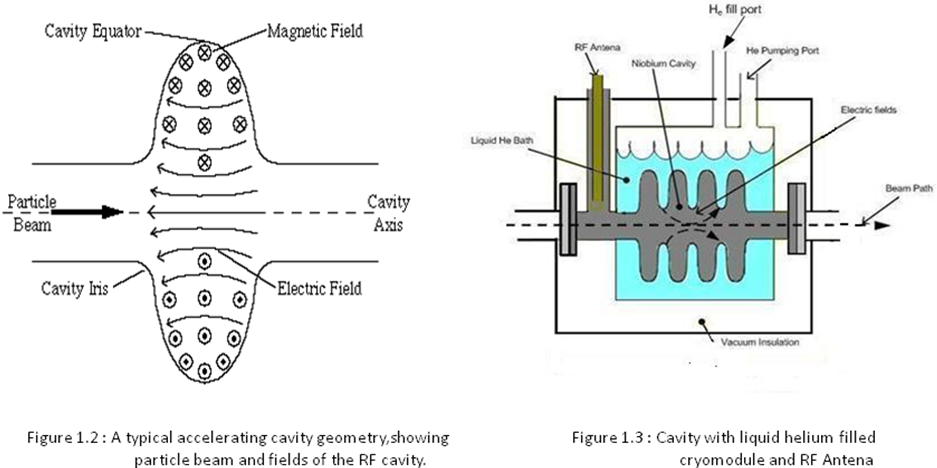 Cavity Equator
Magnetic Field
Particle
Beam
Cavity
Axis
Cavity Iris
Electric Field
Figure 1.2 : A typical accelerating cavity geometry,showing
particle beam and fields of the RF cavity.
He fill port
RF Antena
He Pumping Port
Niobium Cavity
Electric fields
Liquid He Bath
Beam Path
Vacuum Insulation
Figure 1.3 : Cavity with liquid helium filled
cryomodule and RF Antena